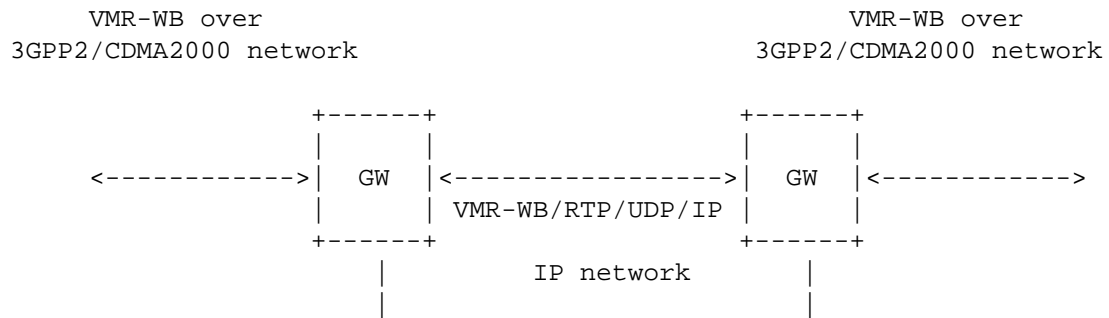 VMR-WB over VMR-WB over
3GPP2/CDMA2000 network 3GPP2/CDMA2000 network
GW GW
VMR-WB/RTP/UDP/IP
IP network